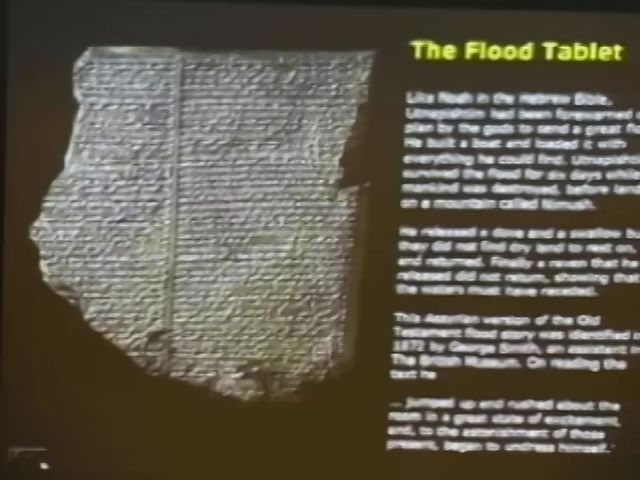 The Flood Tablet
Like Noah in the Hebrew Bible,
Utnapishtim had been forewarned of a
plan by the gods to send a great
He built a boat and loaded it with
everything he could find. Utnapishtim
survived the flood for six days while
mankind was destroyed, before
on a mountain called Nimush.
He released a dove and a swallow but
they did not find dry land to rest on,
and returned. Finally a raven that he
released did not return, showing that
the waters must have receded.
This Assyrian version of the Old
Testament flood story was identified in
1872 by George Smith, an assistant in
The British Museum. On reading the
text he
... jumped up and rushed about the
room in a great state of excitement,
and, to the astonishment of those
present, began to undress himself.